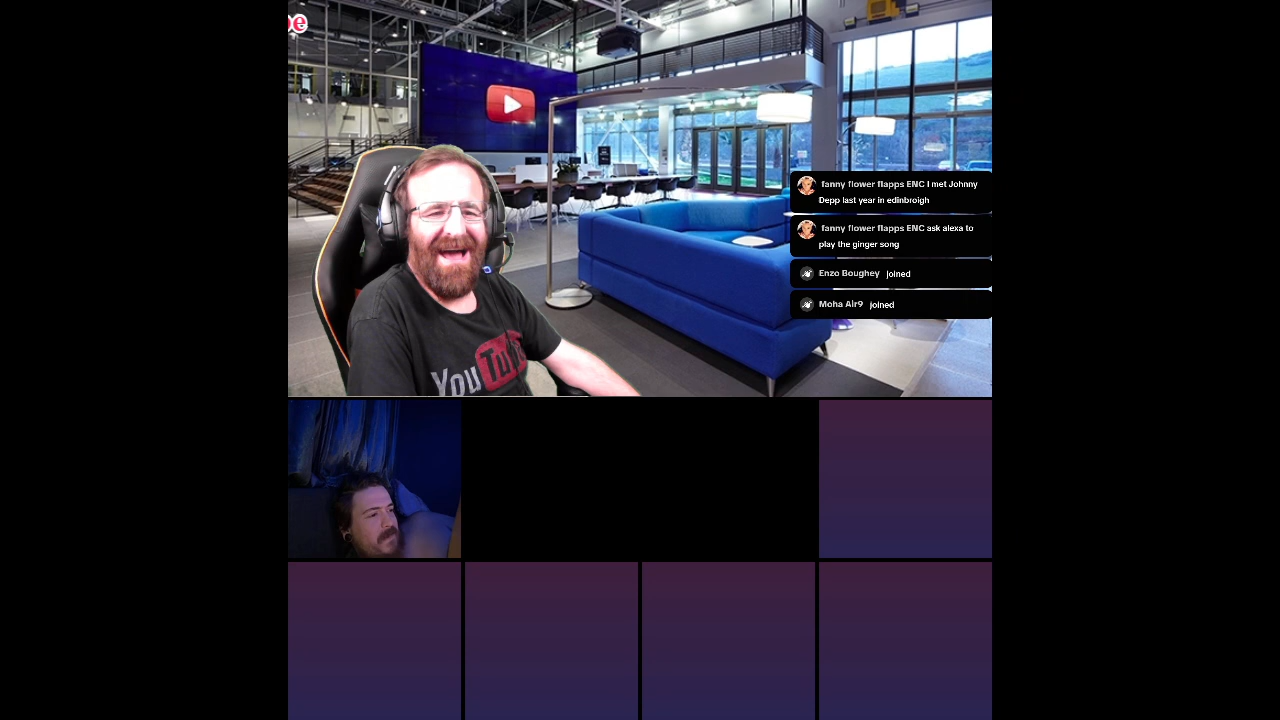 be
fanny flower flapps ENC I met Johnny
Depp last year in edinbroigh
fanny flower flapps ENC ask alexa to
play the ginger song
Enzo Boughey joined
Moha Air9 joined
YouTube